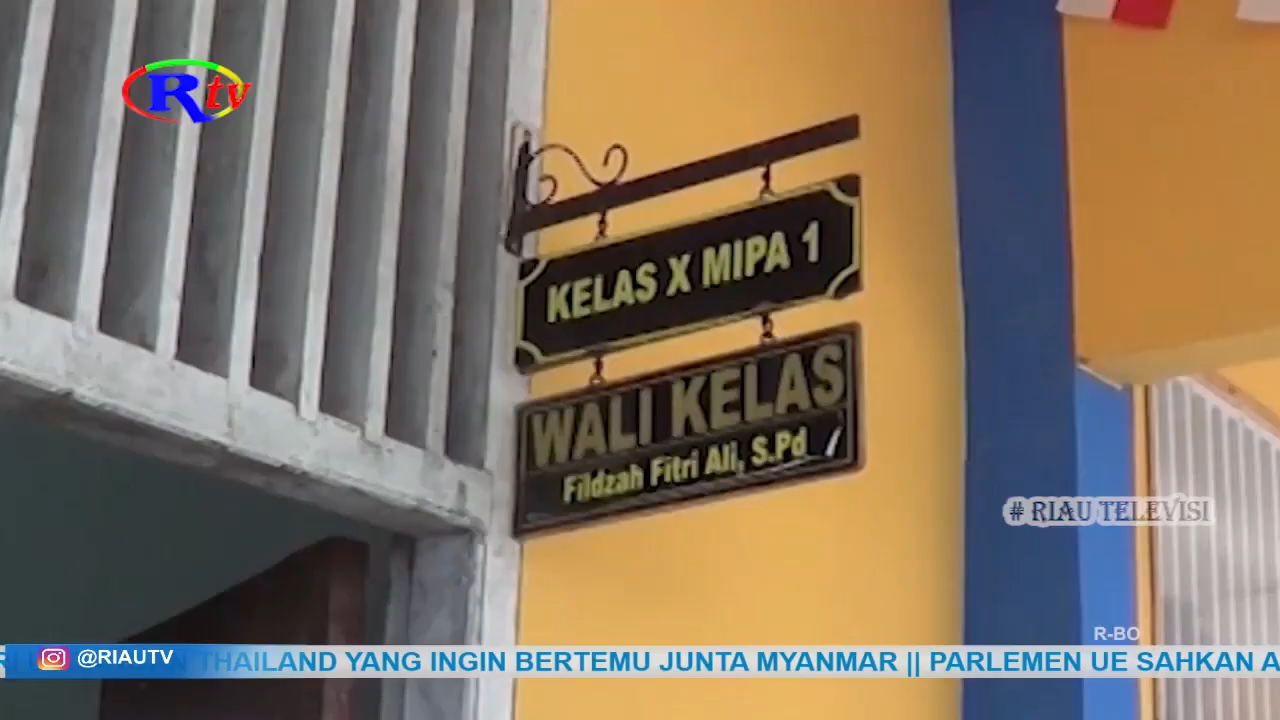 Rtv
KELAS X MIPA 1
WALI KELAS
Fildzah Fitri Ali, S.Pd
# RIAU TELEVISI
R-BO
@RIAUTV
THAILAND YANG INGIN BERTEMU JUNTA MYANMAR || PARLEMEN UE SAHKAN A